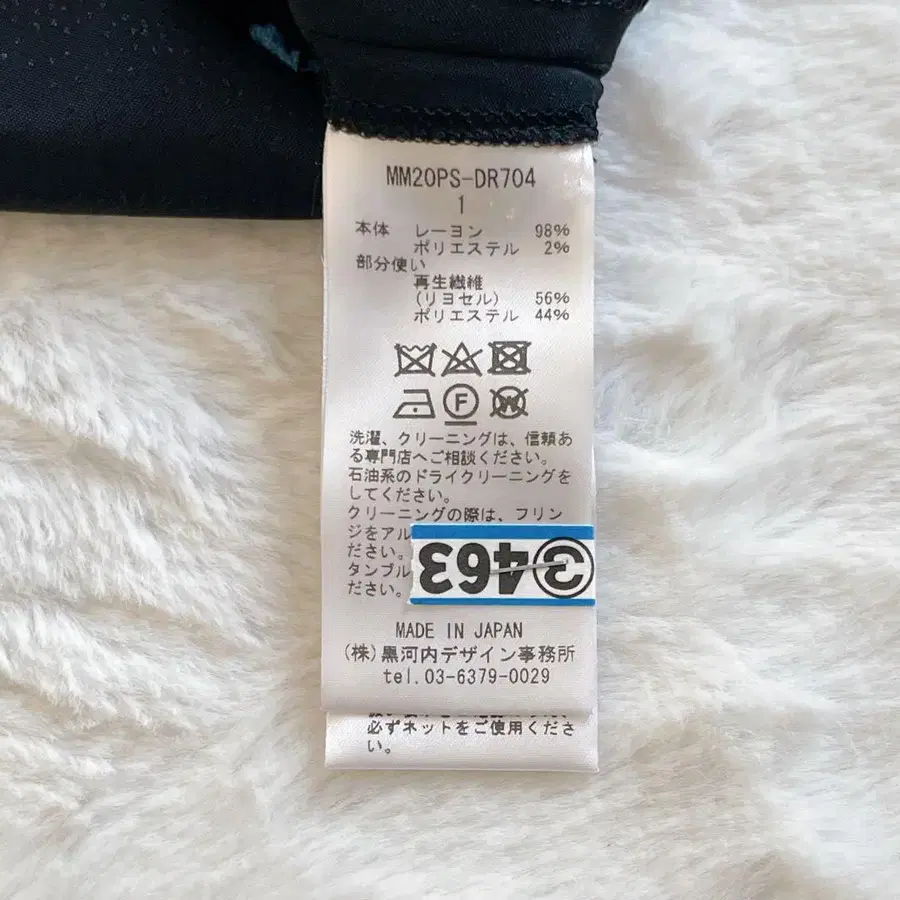 MM20PS-DR704
1
本体 レーヨン 98%
ポリエステル 2%
部分使い
再生繊維
(リヨセル) 56%
ポリエステル 44%
F
W
洗濯、クリーニングは、信頼あ
る専門店へご相談ください。
石油系のドライクリーニングを
してください。
クリーニングの際は、フリン
ジをアル
ださい。
タンブル
ださい。
③463
MADE IN JAPAN
(株)黒河内デザイン事務所
tel.03-6379-0029
必ずネットをご使用くださ
い。